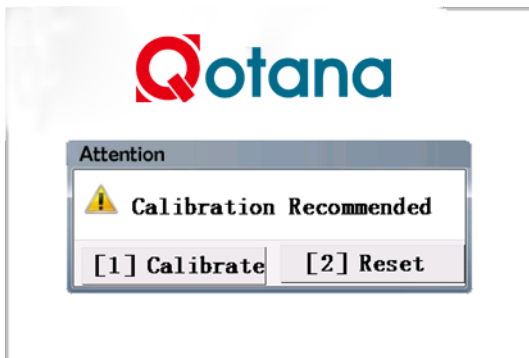 Qotana
Attention
Calibration Recommended
[1] Calibrate
[2] Reset